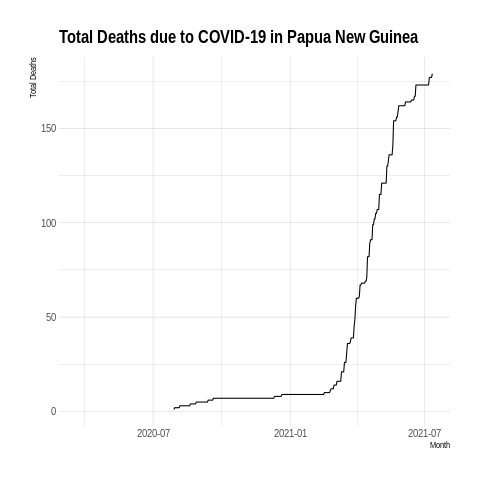 Total Deaths due to COVID-19 in Papua New Guinea
Total Deaths
150
100
50
0
2020-07
2021-01
2021-07
Month